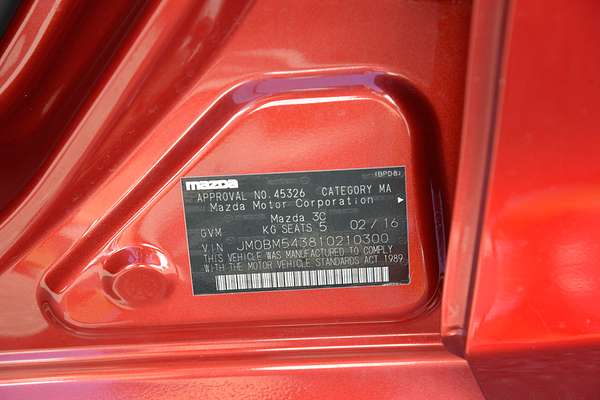 (BPD8)
mazda
APPROVAL NO.45326 CATEGORY MA
Mazda Motor Corporation
Mazda 3C
GVM KG SEATS 5 02/16
VIN JM0BM543810210300
THIS VEHICLE WAS MANUFACTURED TO COMPLY
WITH THE MOTOR VEHICLE STANDARDS ACT 1989.